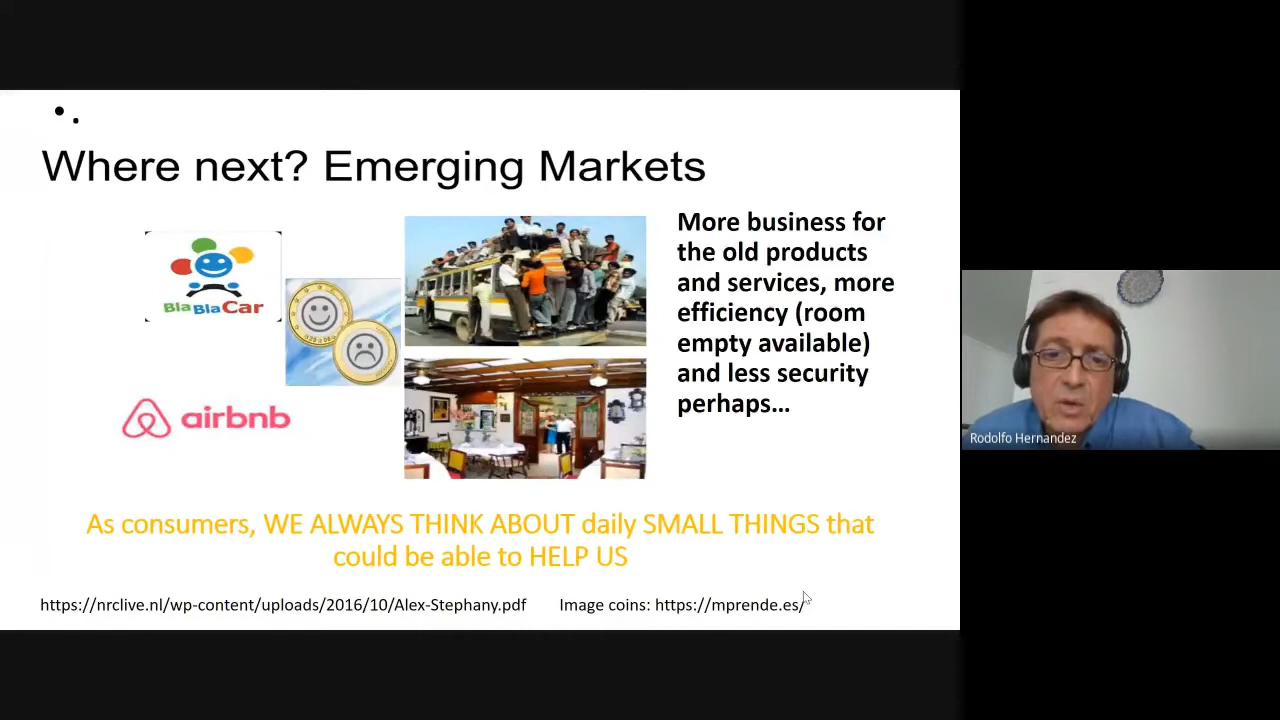 Where next? Emerging Markets
BlaBlaCar
airbnb
More business for
the old products
and services, more
efficiency (room
empty available)
and less security
perhaps...
As consumers, WE ALWAYS THINK ABOUT daily SMALL THINGS that
could be able to HELP US
https://nrclive.nl/wp-content/uploads/2016/10/Alex-Stephany.pdf Image coins: https://mprende.es/
Rodolfo Hernandez